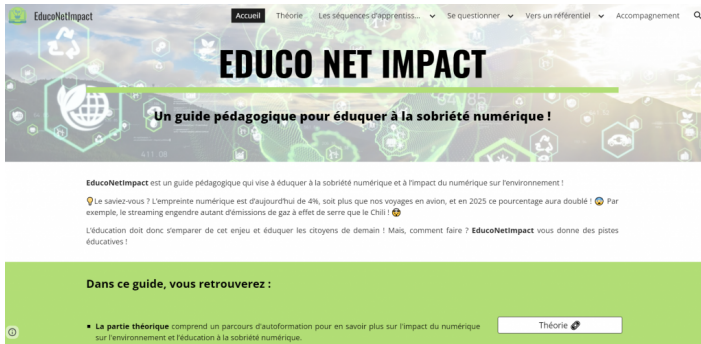 EducoNetImpact
Accueil Théorie Les séquences d'apprentiss... Se questionner Vers un référentiel Accompagnement
EDUCO NET IMPACT
Un guide pédagogique pour éduquer à la sobriété numérique !
EducoNetImpact est un guide pédagogique qui vise à éduquer à la sobriété numérique et à l'impact du numérique sur l'environnement !
Le saviez-vous ? L'empreinte numérique est d'aujourd'hui de 4%, soit plus que nos voyages en avion, et en 2025 ce pourcentage aura doublé ! Par
exemple, le streaming engendre autant d'émissions de gaz à effet de serre que le Chili !
L'éducation doit donc s'emparer de cet enjeu et éduquer les citoyens de demain ! Mais, comment faire ? EducoNetImpact vous donne des pistes
éducatives !
Dans ce guide, vous retrouverez :
La partie théorique comprend un parcours d'autoformation pour en savoir plus sur l'impact du numérique
sur l'environnement et l'éducation à la sobriété numérique.
Théorie